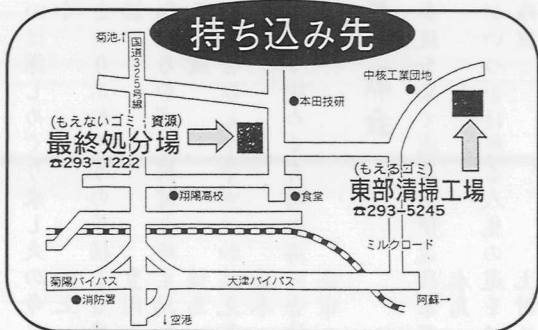 持ち込み先
菊池↑
国道325号線
中核工業団地
●本田技研
(もえないゴミ・資源)
最終処分場
☎293-1222
(もえるゴミ)
東部清掃工場
☎293-5245
●翔陽高校
●食堂
ミルクロード
菊陽バイパス
大津バイパス
●消防署
阿蘇→
↓空港